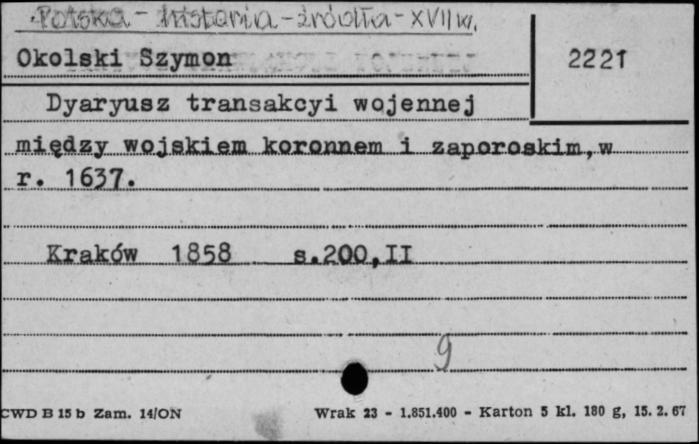 Polska - historia - źródła - XVII w.
Okolski Szymon
2221
Dyaryusz transakcyi wojennej
między wojskiem koronnem i zaporoskim, w
r. 1637.
Kraków 1858 s.200,II
9
CWD B 15 b Zam. 14/ON
Wrak 23 - 1.851.400 - Karton 5 kl. 180 g, 15. 2. 67